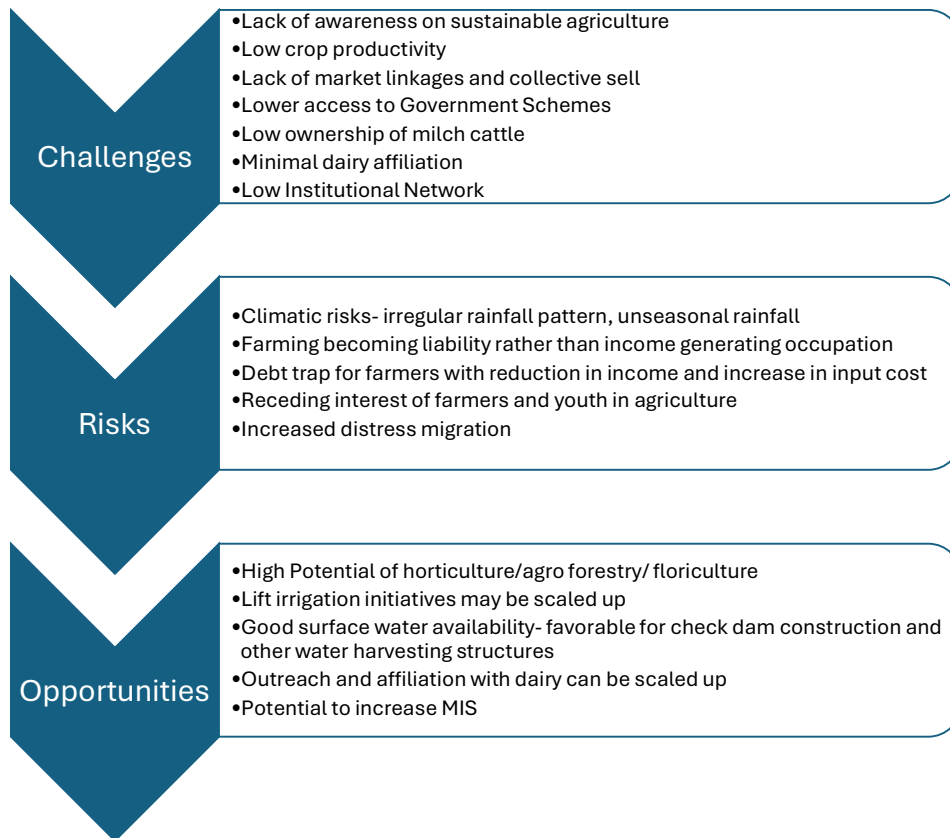 Challenges
•Lack of awareness on sustainable agriculture
•Low crop productivity
•Lack of market linkages and collective sell
•Lower access to Government Schemes
•Low ownership of milch cattle
•Minimal dairy affiliation
•Low Institutional Network
Risks
•Climatic risks- irregular rainfall pattern, unseasonal rainfall
•Farming becoming liability rather than income generating occupation
•Debt trap for farmers with reduction in income and increase in input cost
•Receding interest of farmers and youth in agriculture
•Increased distress migration
Opportunities
•High Potential of horticulture/agro forestry/ floriculture
•Lift irrigation initiatives may be scaled up
•Good surface water availability- favorable for check dam construction and
other water harvesting structures
•Outreach and affiliation with dairy can be scaled up
•Potential to increase MIS